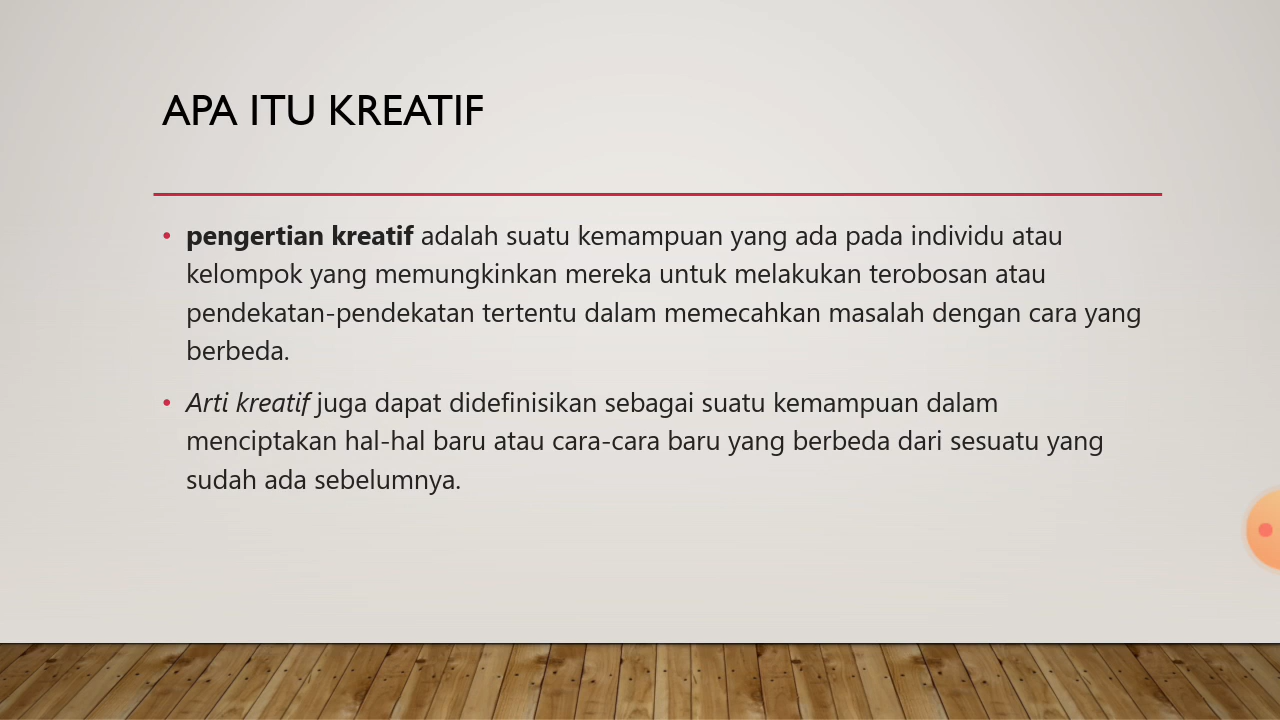 APA ITU KREATIF
• pengertian kreatif adalah suatu kemampuan yang ada pada individu atau
kelompok yang memungkinkan mereka untuk melakukan terobosan atau
pendekatan-pendekatan tertentu dalam memecahkan masalah dengan cara yang
berbeda.
• Arti kreatif juga dapat didefinisikan sebagai suatu kemampuan dalam
menciptakan hal-hal baru atau cara-cara baru yang berbeda dari sesuatu yang
sudah ada sebelumnya.